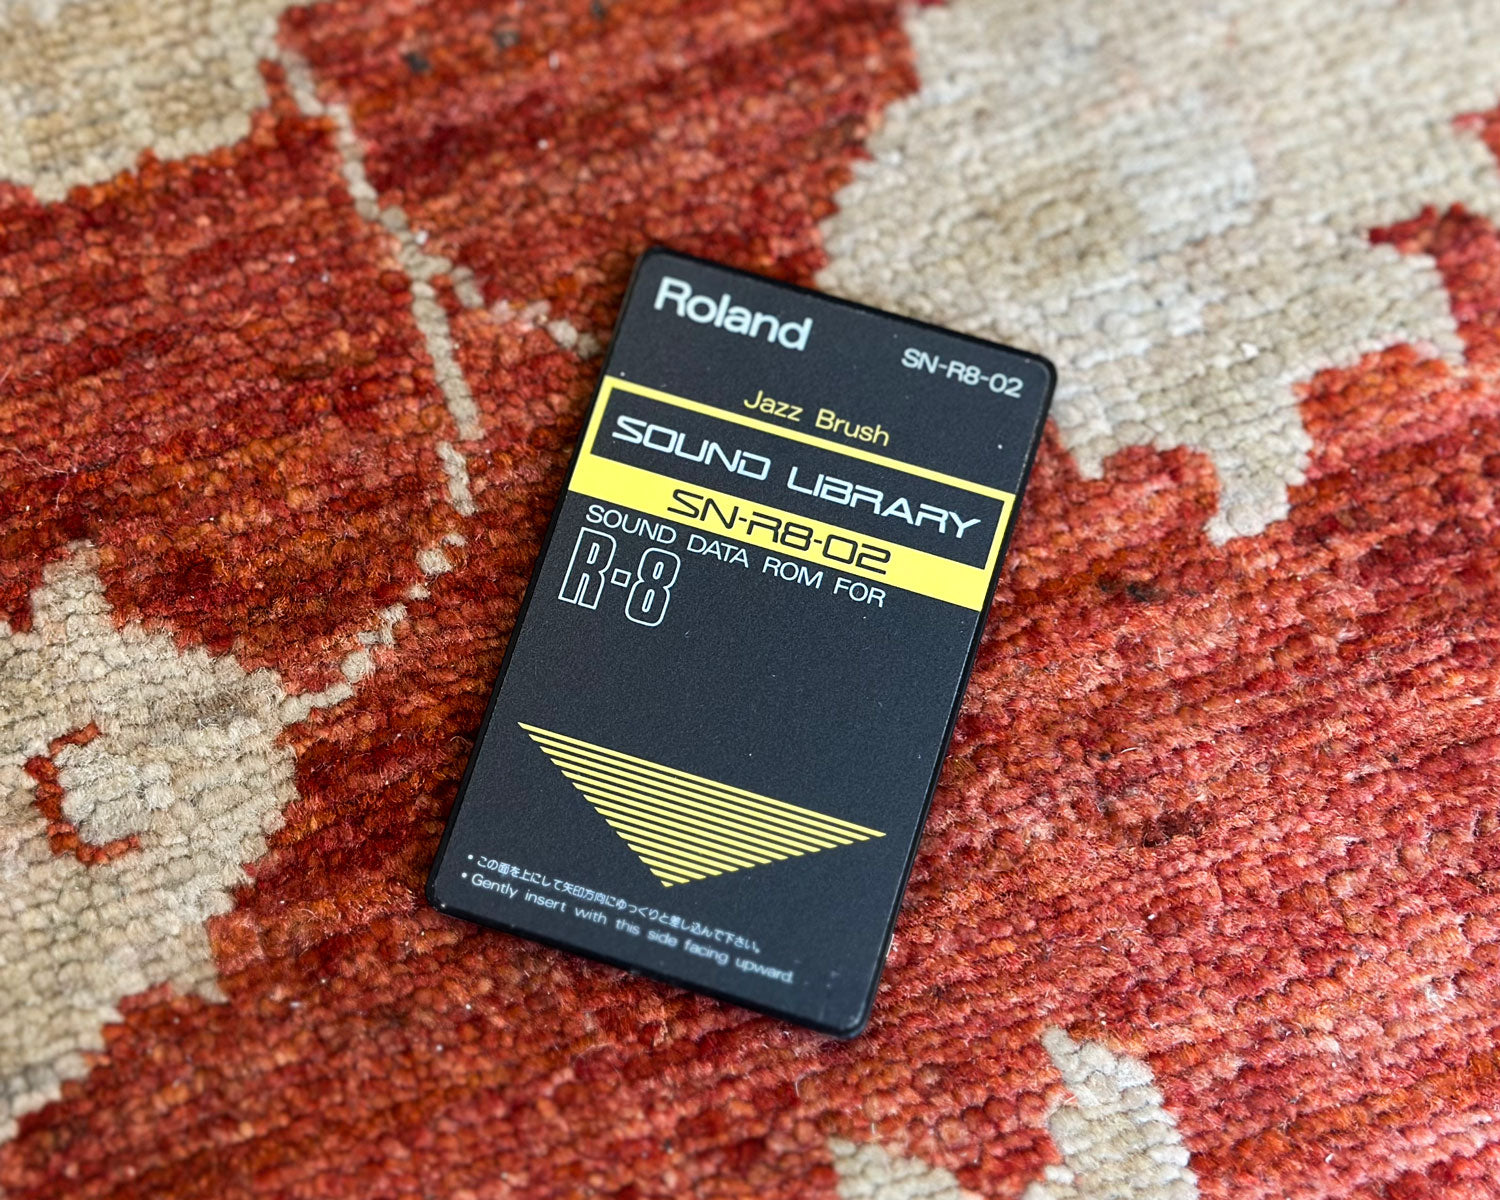 Roland
SN-R8-02
Jazz Brush
SOUND LIBRARY
SN-R8-02
SOUND DATA ROM FOR
R-8
• この面を上にして矢印方向にゆっくりと差し込んで下さい。
• Gently insert with this side facing upward.